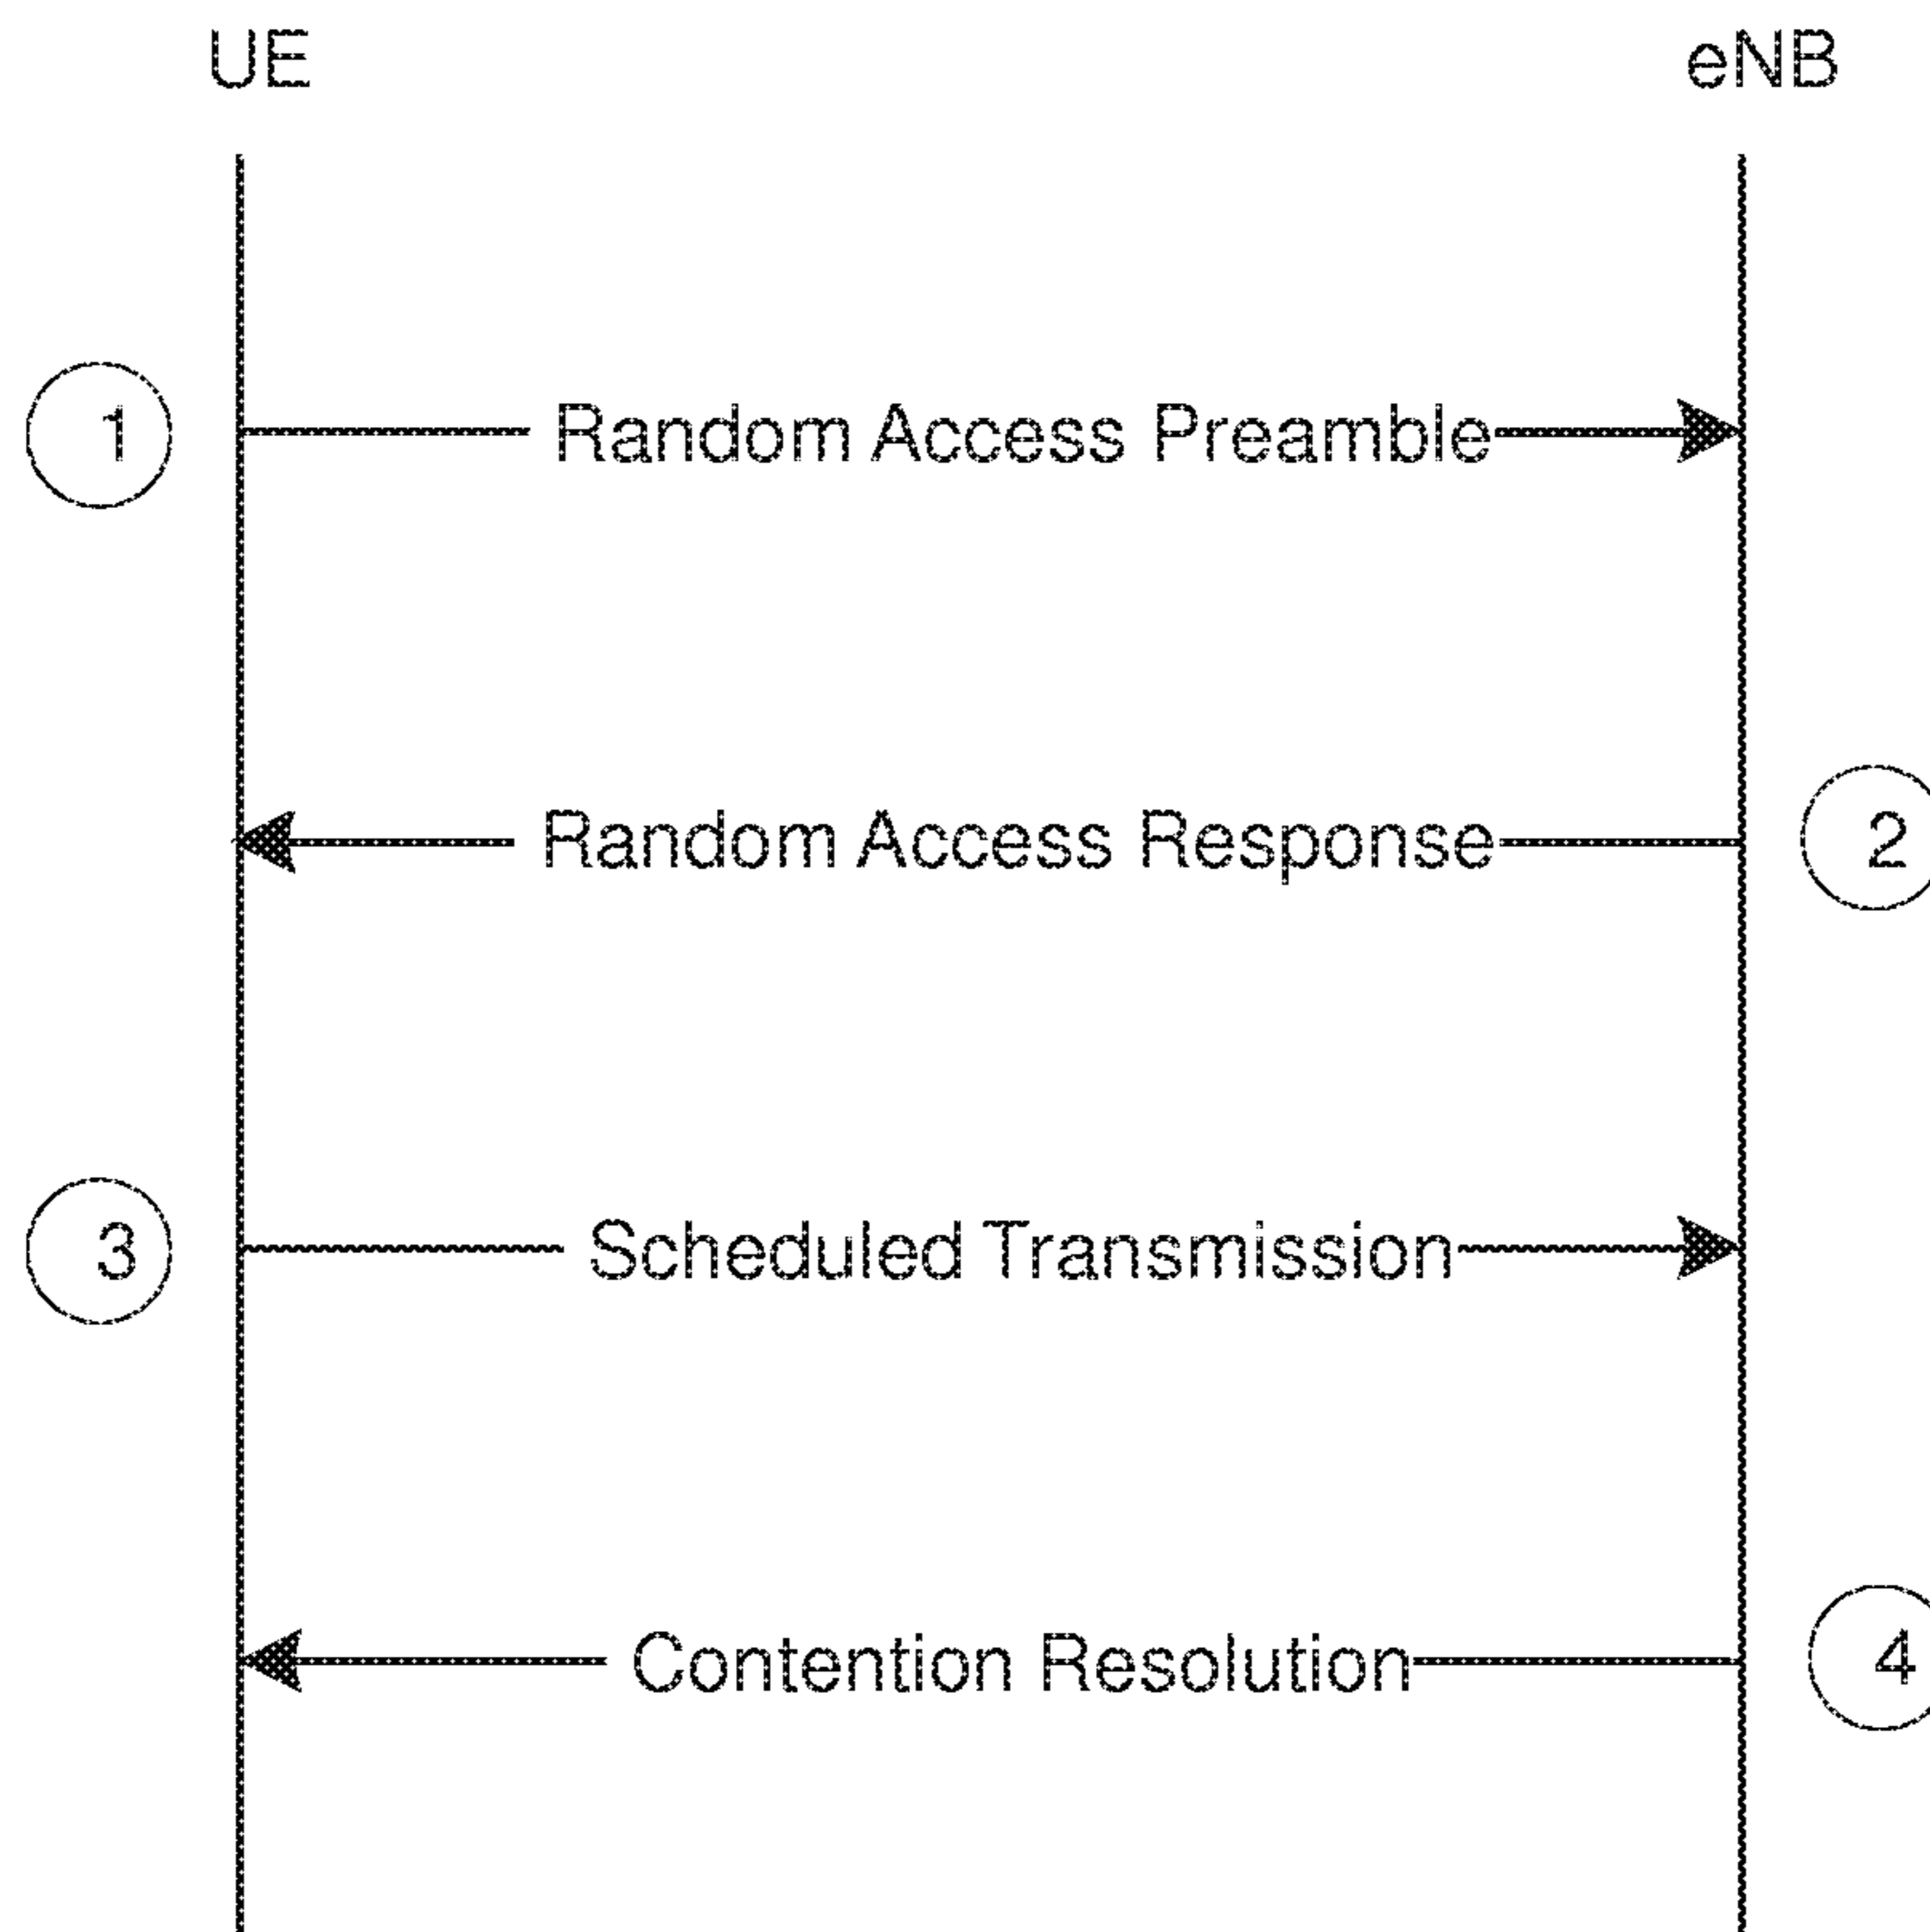 UE eNB
1 Random Access Preamble
Random Access Response 2
3 Scheduled Transmission
Contention Resolution 4